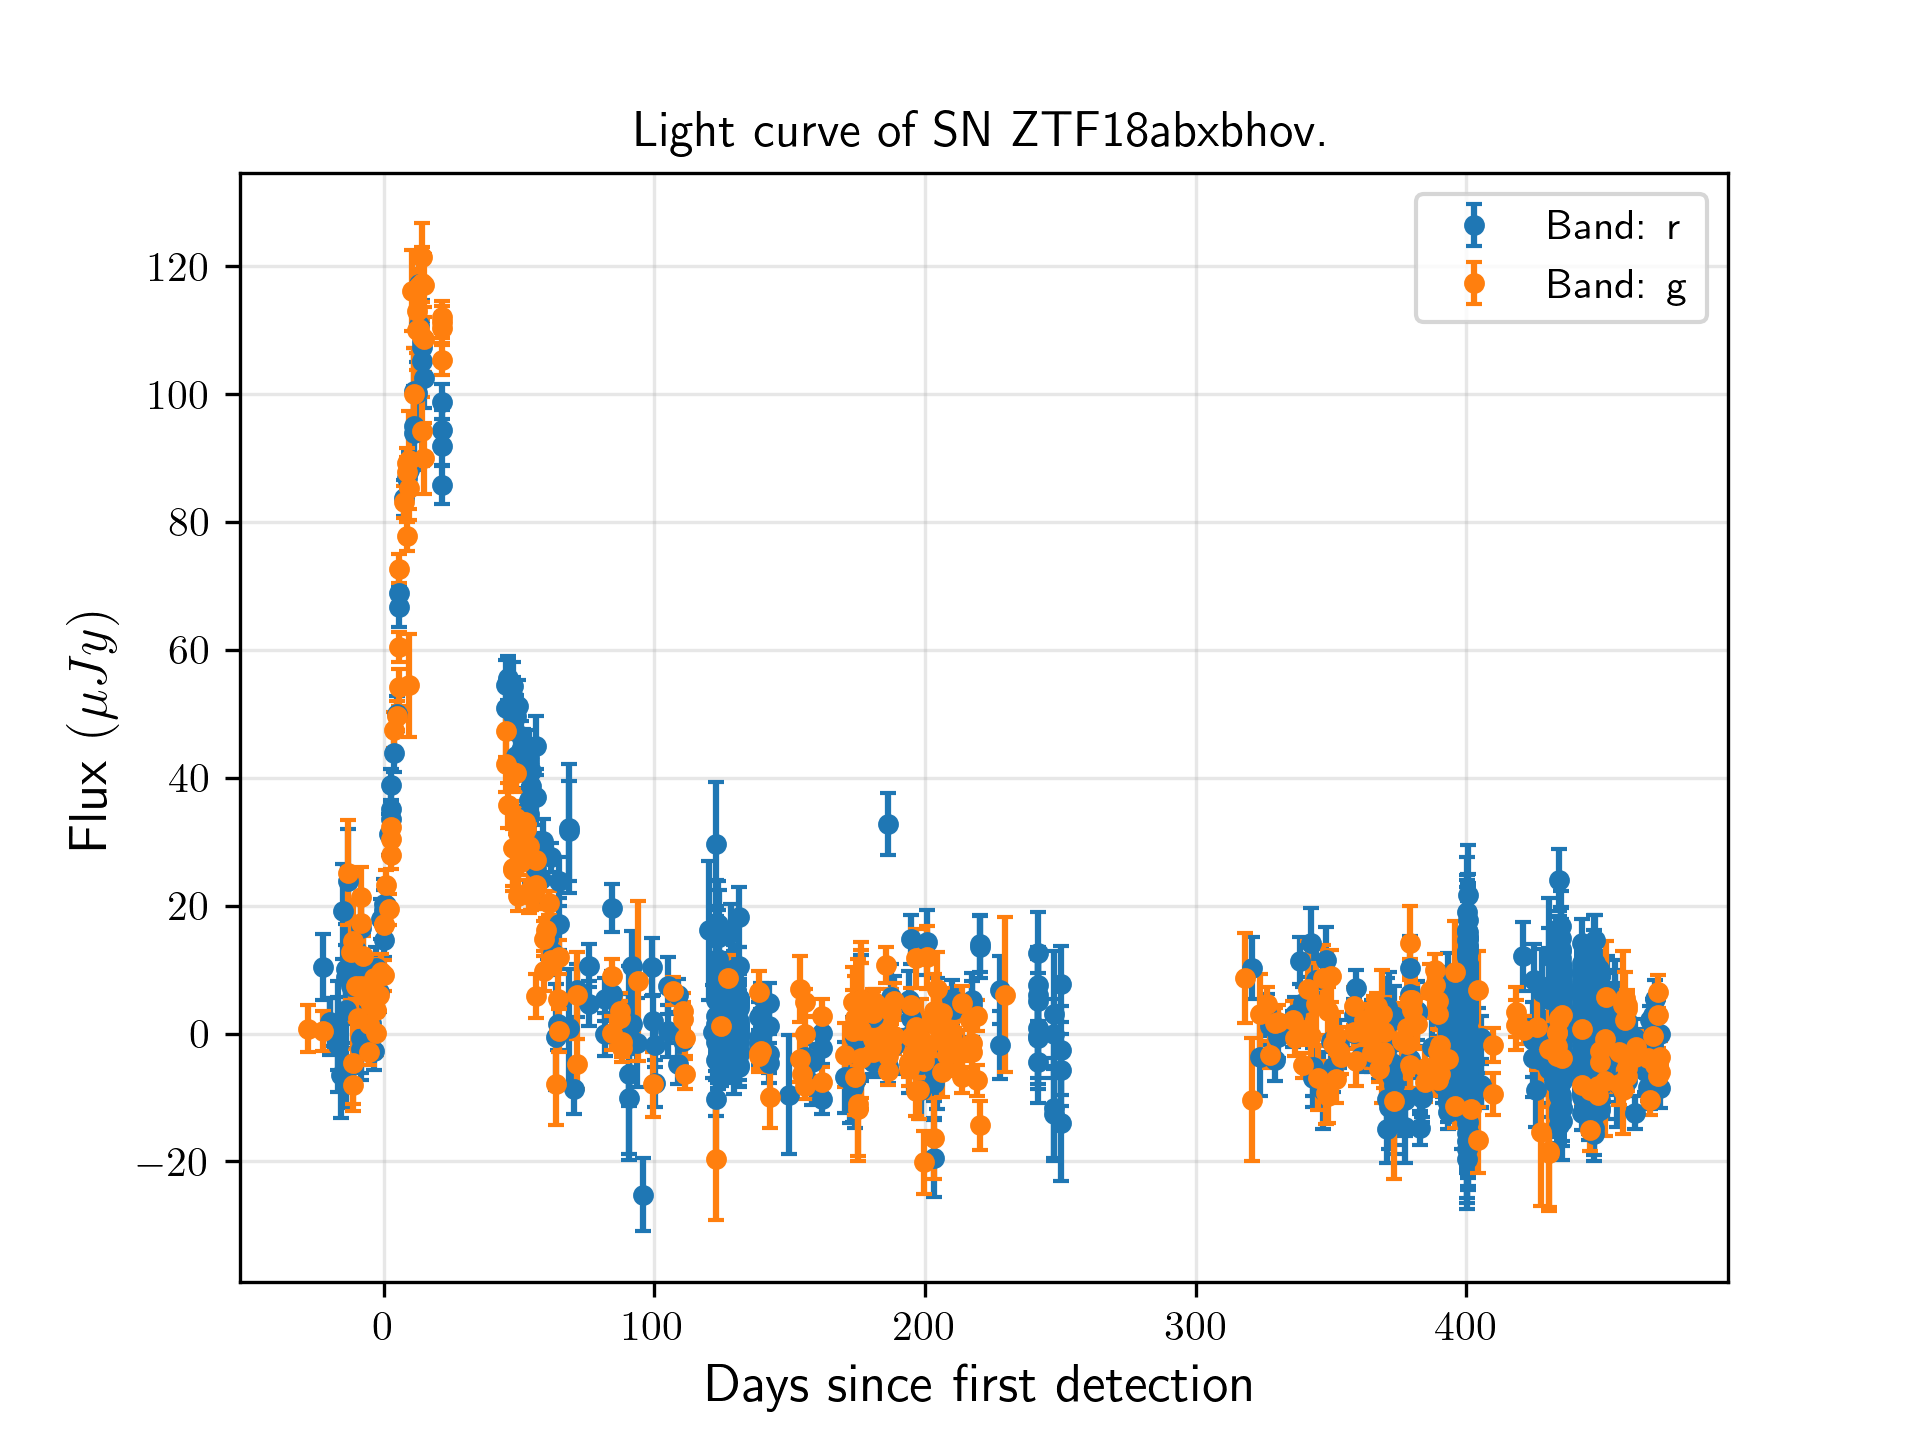 Light curve of SN ZTF18abxbhov.
Band: r
Band: g
Flux (μJy)
120
100
80
60
40
20
0
−20
0 100 200 300 400
Days since first detection